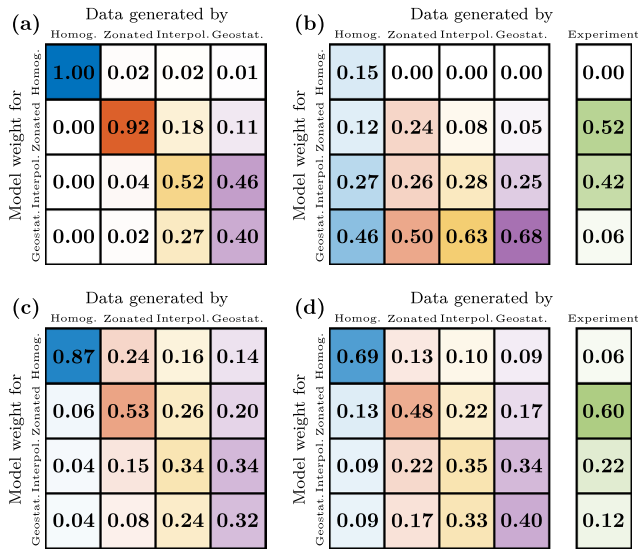 (a)
Data generated by
Homog. Zonated Interpol. Geostat.
Model weight for
Homog.
Zonated
Interpol.
Geostat.
1.00 0.02 0.02 0.01
0.00 0.92 0.18 0.11
0.00 0.04 0.52 0.46
0.00 0.02 0.27 0.40
(b)
Data generated by
Homog. Zonated Interpol. Geostat. Experiment
Model weight for
Homog.
Zonated
Interpol.
Geostat.
0.15 0.00 0.00 0.00 0.00
0.12 0.24 0.08 0.05 0.52
0.27 0.26 0.28 0.25 0.42
0.46 0.50 0.63 0.68 0.06
(c)
Data generated by
Homog. Zonated Interpol. Geostat.
Model weight for
Homog.
Zonated
Interpol.
Geostat.
0.87 0.24 0.16 0.14
0.06 0.53 0.26 0.20
0.04 0.15 0.34 0.34
0.04 0.08 0.24 0.32
(d)
Data generated by
Homog. Zonated Interpol. Geostat. Experiment
Model weight for
Homog.
Zonated
Interpol.
Geostat.
0.69 0.13 0.10 0.09 0.06
0.13 0.48 0.22 0.17 0.60
0.09 0.22 0.35 0.34 0.22
0.09 0.17 0.33 0.40 0.12